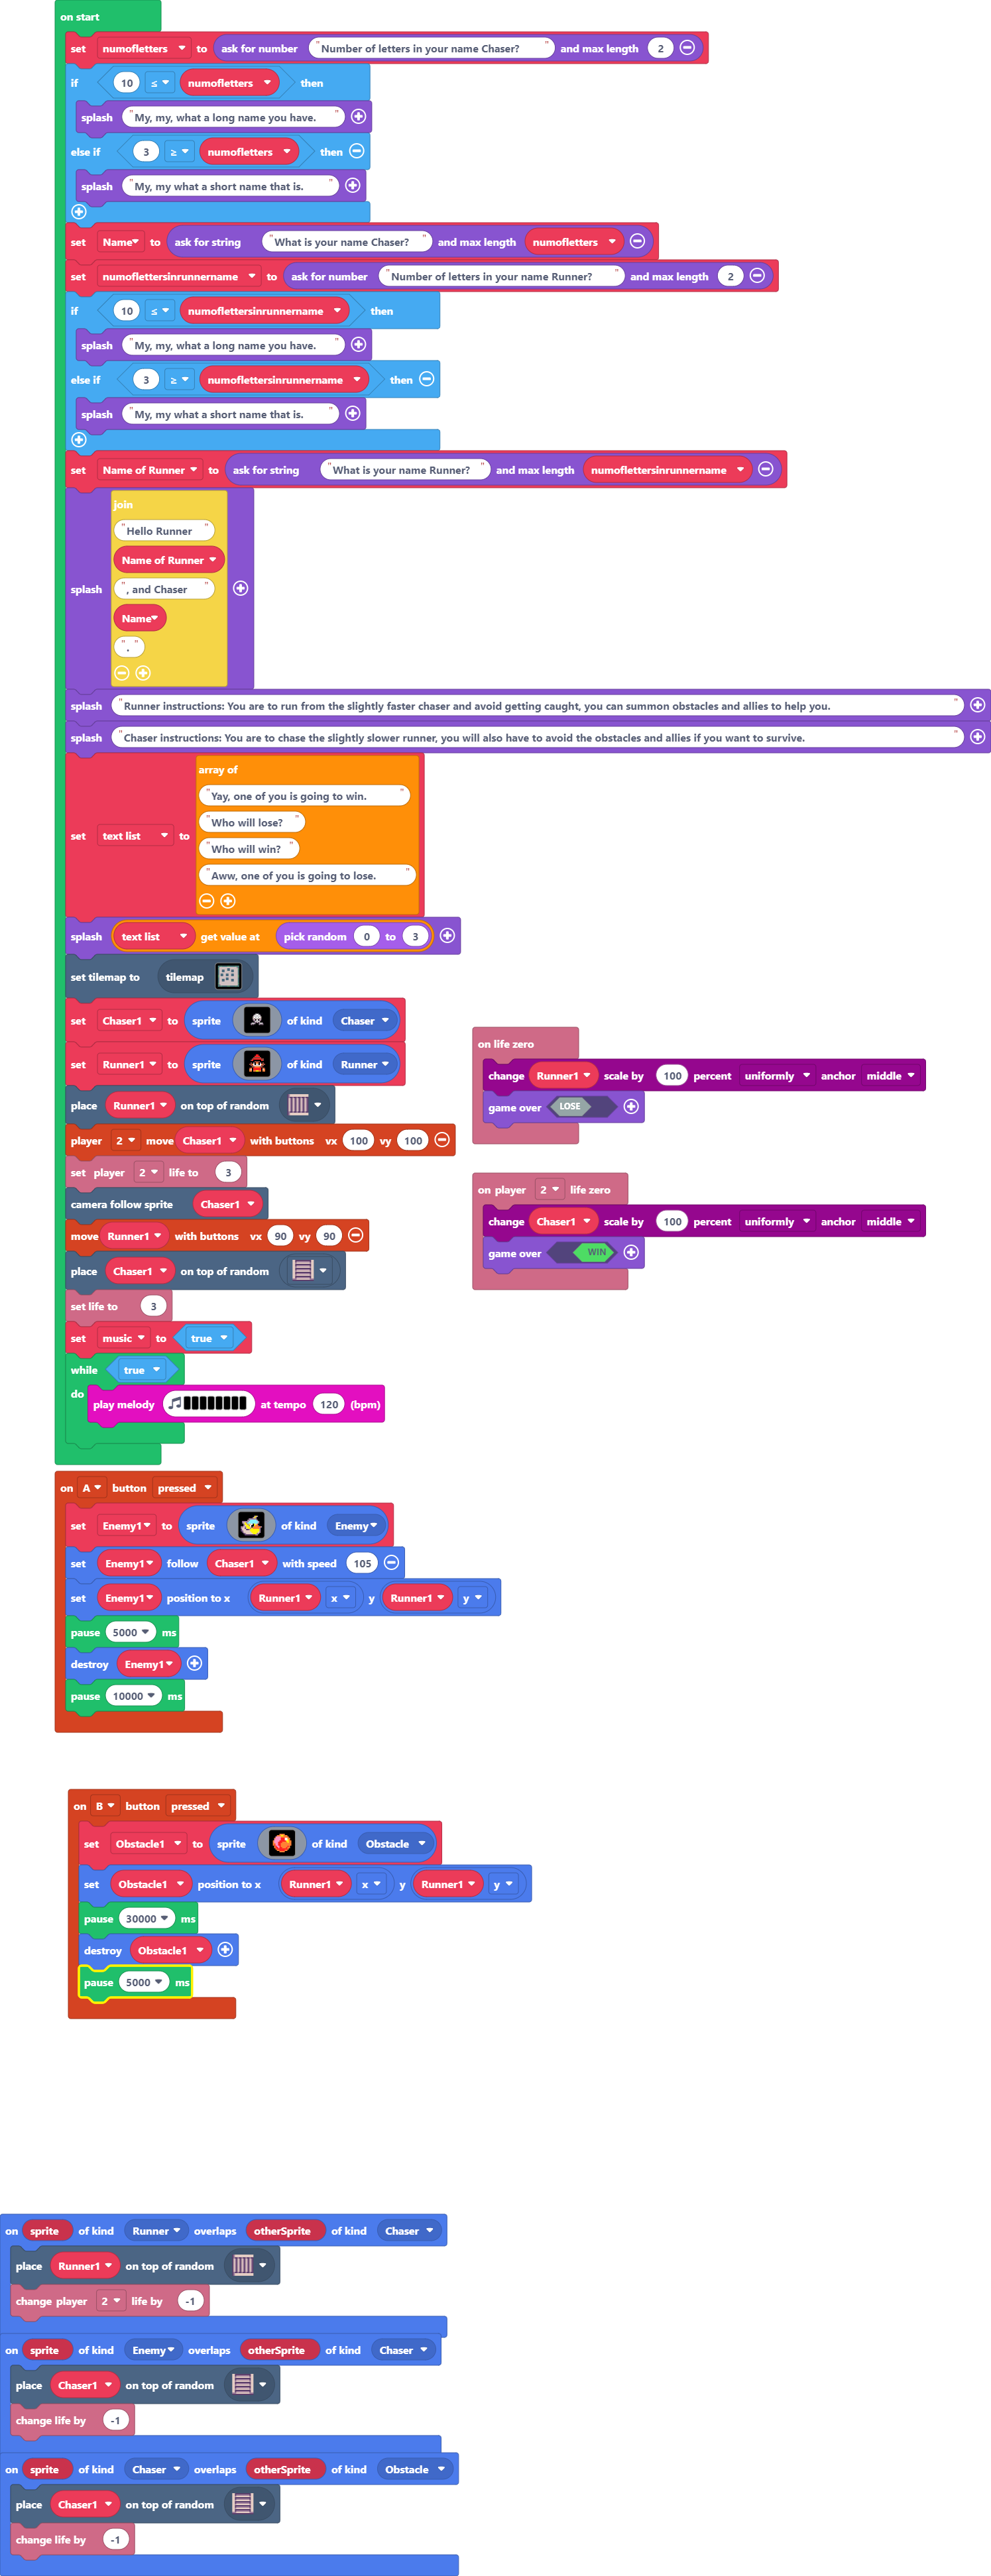 on start
set numofletters to ask for number "Number of letters in your name Chaser?" and max length 2
if 10 ≤ numofletters then
splash "My, my, what a long name you have."
else if 3 ≥ numofletters then
splash "My, my what a short name that is."
set Name to ask for string "What is your name Chaser?" and max length numofletters
set numoflettersinrunnername to ask for number "Number of letters in your name Runner?" and max length 2
if 10 ≤ numoflettersinrunnername then
splash "My, my, what a long name you have."
else if 3 ≥ numoflettersinrunnername then
splash "My, my what a short name that is."
set Name of Runner to ask for string "What is your name Runner?" and max length numoflettersinrunnername
join
"Hello Runner "
Name of Runner
splash ", and Chaser "
Name
"."
splash "Runner instructions: You are to run from the slightly faster chaser and avoid getting caught, you can summon obstacles and allies to help you. "
splash "Chaser instructions: You are to chase the slightly slower runner, you will also have to avoid the obstacles and allies if you want to survive. "
array of
"Yay, one of you is going to win. "
"Who will lose? "
set text list to "Who will win? "
"Aww, one of you is going to lose. "
splash text list get value at pick random 0 to 3
set tilemap to tilemap
set Chaser1 to sprite of kind Chaser
set Runner1 to sprite of kind Runner
place Runner1 on top of random
player 2 move Chaser1 with buttons vx 100 vy 100
set player 2 life to 3
camera follow sprite Chaser1
move Runner1 with buttons vx 90 vy 90
place Chaser1 on top of random
set life to 3
set music to true
while true
do
play melody at tempo 120 (bpm)
on life zero
change Runner1 scale by 100 percent uniformly anchor middle
game over LOSE
on player 2 life zero
change Chaser1 scale by 100 percent uniformly anchor middle
game over WIN
on A button pressed
set Enemy1 to sprite of kind Enemy
set Enemy1 follow Chaser1 with speed 105
set Enemy1 position to x Runner1 x y Runner1 y
pause 5000 ms
destroy Enemy1
pause 10000 ms
on B button pressed
set Obstacle1 to sprite of kind Obstacle
set Obstacle1 position to x Runner1 x y Runner1 y
pause 30000 ms
destroy Obstacle1
pause 5000 ms
on sprite of kind Runner overlaps otherSprite of kind Chaser
place Runner1 on top of random
change player 2 life by -1
on sprite of kind Enemy overlaps otherSprite of kind Chaser
place Chaser1 on top of random
change life by -1
on sprite of kind Chaser overlaps otherSprite of kind Obstacle
place Chaser1 on top of random
change life by -1